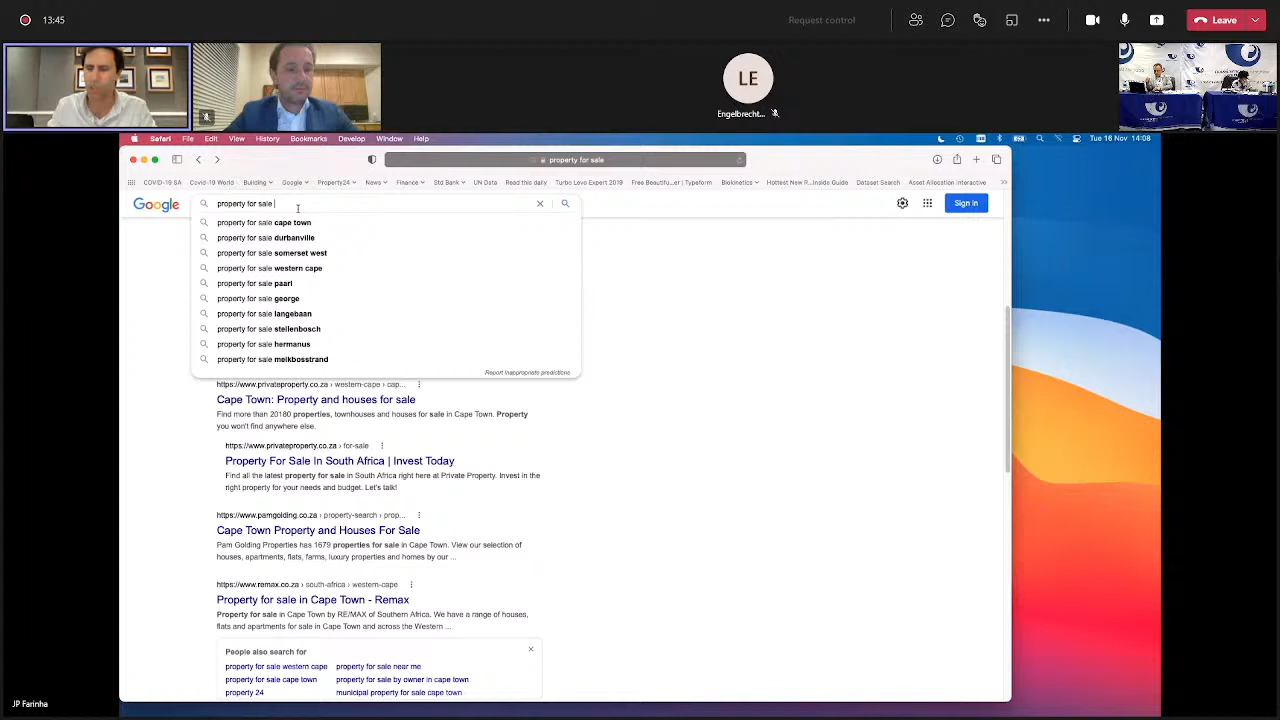 13:45
Request control
Leave
LE
Engelbrecht...
Safari File Edit View History Bookmarks Develop Window Help
Tue 16 Nov 14:08
property for sale
COVID-19 SA Covid-19 World Building Google Property24 News Finance Std Bank UN Data Read this daily Turbo Levo Expert 2019 Free Beautifu...er | Typeform Biokinetics Hottest New P...Inside Guide Dataset Search Asset Allocation Interactive
Google
property for sale
Sign in
property for sale cape town
property for sale durbanville
property for sale somerset west
property for sale western cape
property for sale paarl
property for sale george
property for sale langebaan
property for sale stellenbosch
property for sale hermanus
property for sale melkbosstrand
Report inappropriate predictions
https://www.privateproperty.co.za › western-cape › cap...
Cape Town: Property and houses for sale
Find more than 20180 properties, townhouses and houses for sale in Cape Town. Property
you won't find anywhere else.
https://www.privateproperty.co.za › for-sale
Property For Sale In South Africa | Invest Today
Find all the latest property for sale in South Africa right here at Private Property. Invest in the
right property for your needs and budget. Let's talk!
https://www.pamgolding.co.za › property-search › prop...
Cape Town Property and Houses For Sale
Pam Golding Properties has 1679 properties for sale in Cape Town. View our selection of
houses, apartments, flats, farms, luxury properties and homes by our ...
https://www.remax.co.za › south-africa › western-cape
Property for sale in Cape Town - Remax
Property for sale in Cape Town by RE/MAX of Southern Africa. We have a range of houses,
flats and apartments for sale in Cape Town and across the Western ...
People also search for
property for sale western cape property for sale near me
property for sale cape town property for sale by owner in cape town
property 24 municipal property for sale cape town
JP Farinha